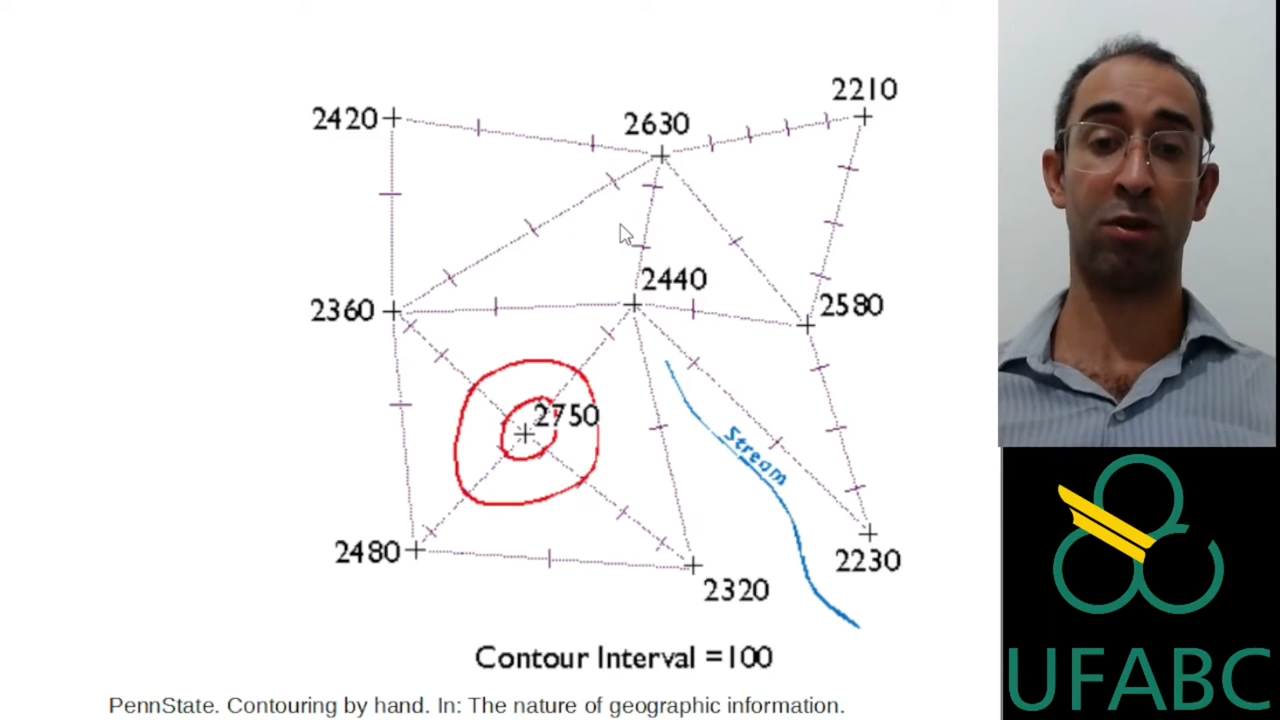 2210
2420
2630
2440
2360
2580
2750
Stream
2480
2230
2320
Contour Interval =100
PennState. Contouring by hand. In: The nature of geographic information.
UFABC